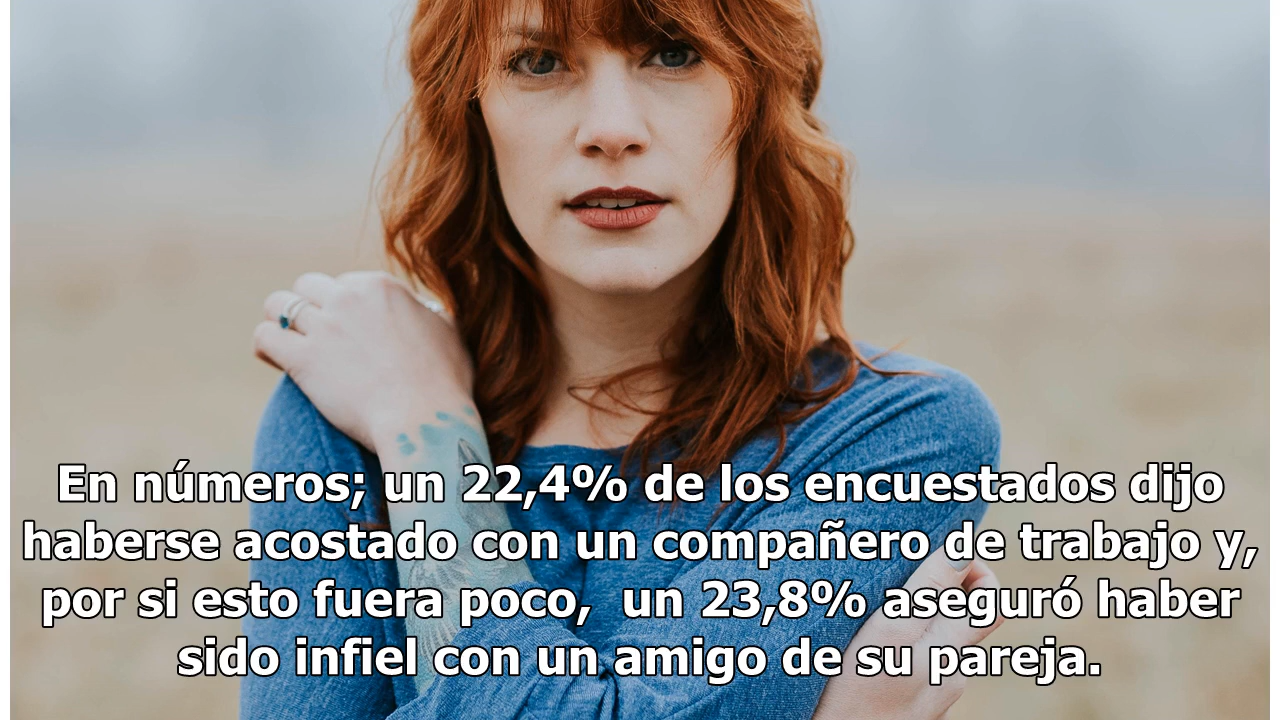 En números; un 22,4% de los encuestados dijo
haberse acostado con un compañero de trabajo y,
por si esto fuera poco,  un 23,8% aseguró haber
sido infiel con un amigo de su pareja.